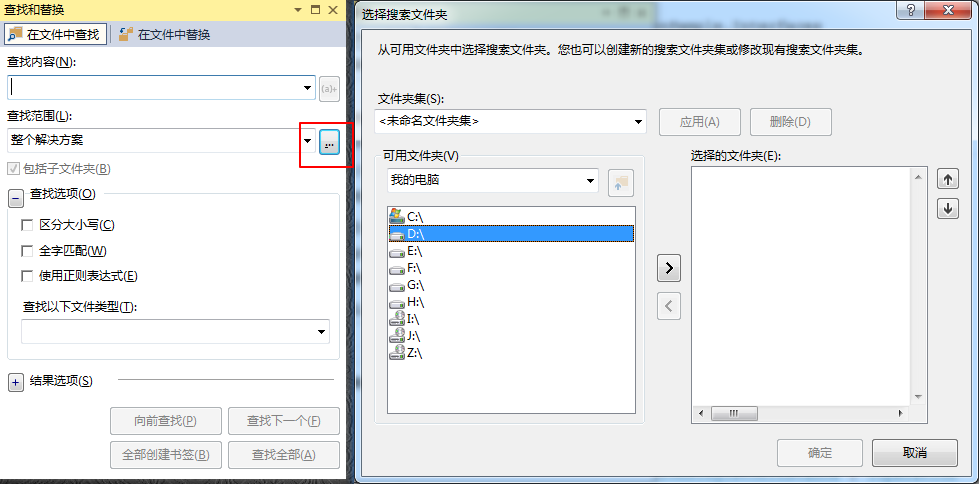 查找和替换
在文件中查找
在文件中替换
查找内容(N):
(a)+
查找范围(L):
整个解决方案
...
包括子文件夹(B)
查找选项(O)
区分大小写(C)
全字匹配(W)
使用正则表达式(E)
查找以下文件类型(T):
结果选项(S)
向前查找(P)
查找下一个(F)
全部创建书签(B)
查找全部(A)
选择搜索文件夹
从可用文件夹中选择搜索文件夹。您也可以创建新的搜索文件夹集或修改现有搜索文件夹集。
文件夹集(S):
<未命名文件夹集>
应用(A)
删除(D)
可用文件夹(V)
我的电脑
C:\
D:\
E:\
F:\
G:\
H:\
I:\
J:\
Z:\
选择的文件夹(E):
确定
取消